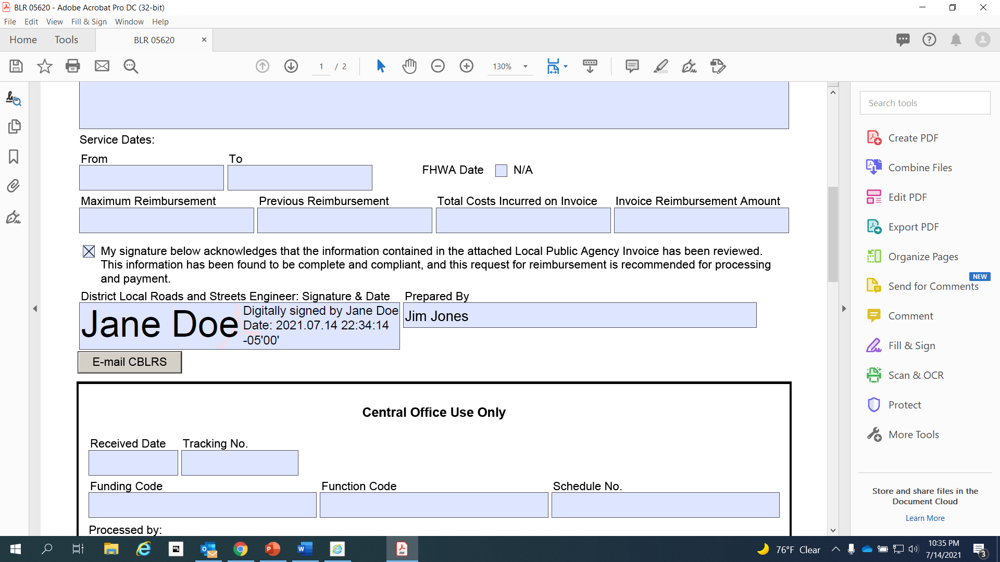 BLR 05620 - Adobe Acrobat Pro DC (32-bit)
File Edit View Fill & Sign Window Help
Home Tools BLR 05620 ×
1 / 2 130%
Search tools
Service Dates:
From To
FHWA Date N/A
Maximum Reimbursement Previous Reimbursement Total Costs Incurred on Invoice Invoice Reimbursement Amount
My signature below acknowledges that the information contained in the attached Local Public Agency Invoice has been reviewed.
This information has been found to be complete and compliant, and this request for reimbursement is recommended for processing
and payment.
District Local Roads and Streets Engineer: Signature & Date Prepared By
Jane Doe
Digitally signed by Jane Doe
Date: 2021.07.14 22:34:14
-05'00'
Jim Jones
E-mail CBLRS
Central Office Use Only
Received Date Tracking No.
Funding Code Function Code Schedule No.
Processed by:
Create PDF
Combine Files
Edit PDF
Export PDF
Organize Pages
NEW
Send for Comments
Comment
Fill & Sign
Scan & OCR
Protect
More Tools
Store and share files in the
Document Cloud
Learn More
76°F Clear
10:35 PM
7/14/2021
3